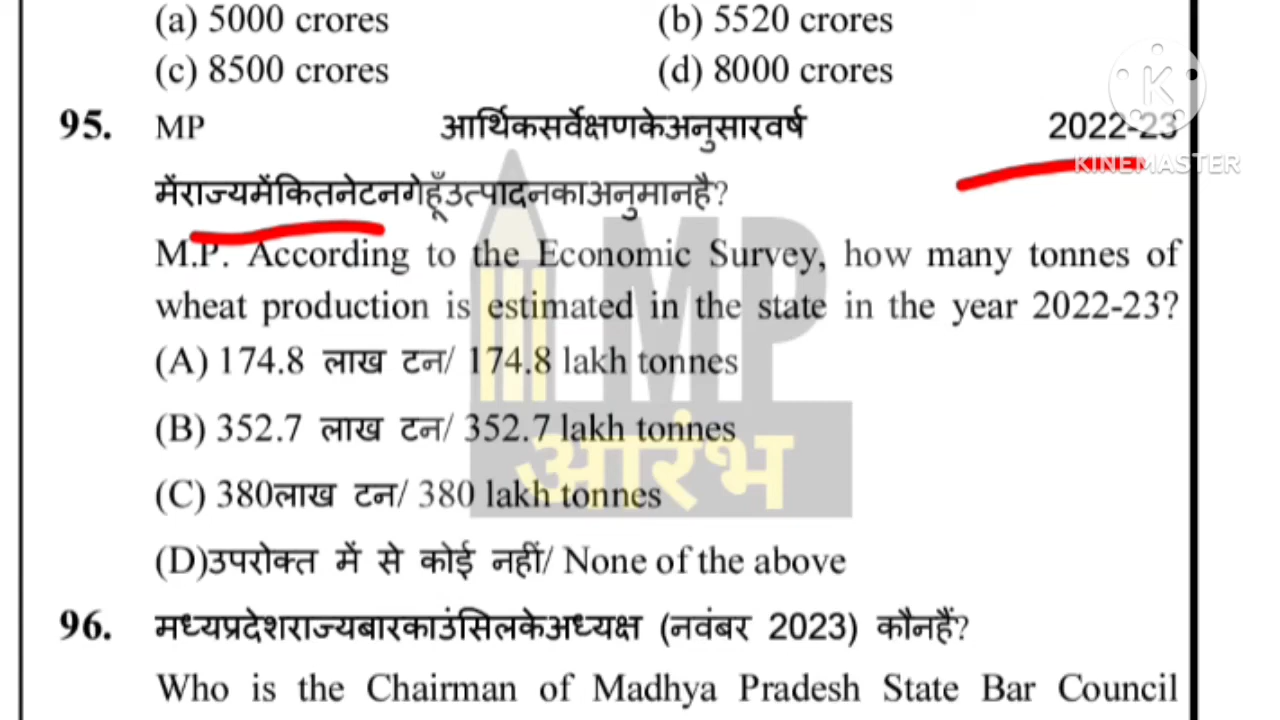 (a) 5000 crores (b) 5520 crores
(c) 8500 crores (d) 8000 crores
95. MP आर्थिकसर्वेक्षणकेअनुसारवर्ष 2022-23
मेंराज्यमेंकितनेटनगेहूँउत्पादनकाअनुमानहै?
M.P. According to the Economic Survey, how many tonnes of
wheat production is estimated in the state in the year 2022-23?
(A) 174.8 लाख टन/ 174.8 lakh tonnes
(B) 352.7 लाख टन/ 352.7 lakh tonnes
(C) 380लाख टन/ 380 lakh tonnes
(D)उपरोक्त में से कोई नहीं/ None of the above
96. मध्यप्रदेशराज्यबारकाउंसिलकेअध्यक्ष (नवंबर 2023) कौनहैं?
Who is the Chairman of Madhya Pradesh State Bar Council
MP
आरंभ
K
KINEMASTER